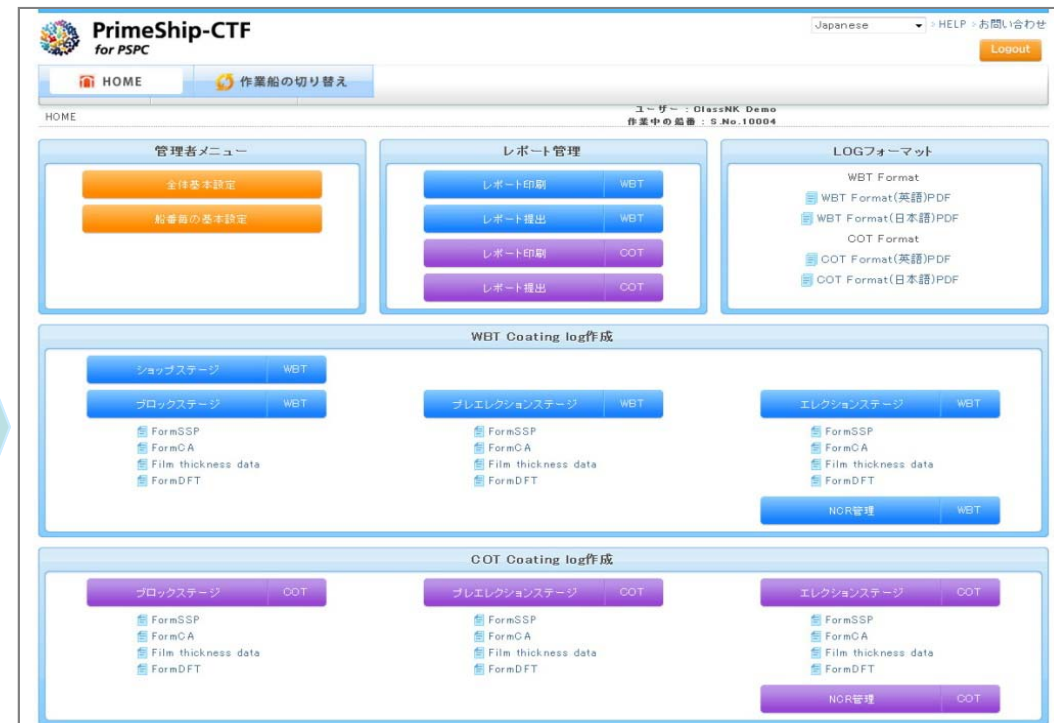 PrimeShip-CTF
for PSPC
Japanese HELP お問い合わせ
Logout
HOME 作業船の切り替え
HOME
ユーザー : ClassNK Demo
作業中の船番 : S.No.10004
管理者メニュー
全体基本設定
船番毎の基本設定
レポート管理
レポート印刷 WBT
レポート提出 WBT
レポート印刷 COT
レポート提出 COT
LOGフォーマット
WBT Format
WBT Format(英語)PDF
WBT Format(日本語)PDF
COT Format
COT Format(英語)PDF
COT Format(日本語)PDF
WBT Coating log作成
ショップステージ WBT
ブロックステージ WBT
FormSSP
FormCA
Film thickness data
FormDFT
プレエレクションステージ WBT
FormSSP
FormCA
Film thickness data
FormDFT
エレクションステージ WBT
FormSSP
FormCA
Film thickness data
FormDFT
NCR管理 WBT
COT Coating log作成
ブロックステージ COT
FormSSP
FormCA
Film thickness data
FormDFT
プレエレクションステージ COT
FormSSP
FormCA
Film thickness data
FormDFT
エレクションステージ COT
FormSSP
FormCA
Film thickness data
FormDFT
NCR管理 COT